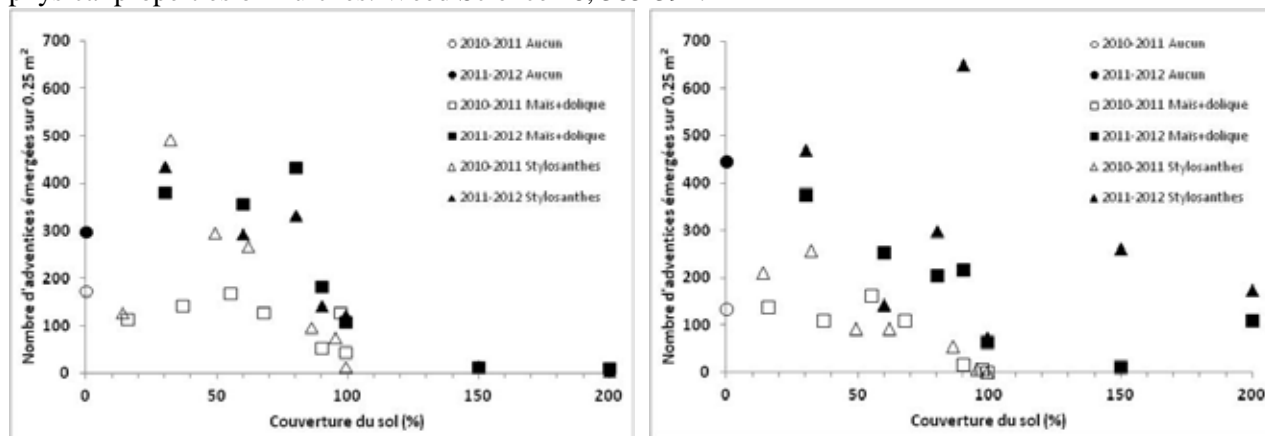 700
600
500
400
300
200
100
0
Nombre d'adventices émergées sur 0.25 m²
2010-2011 Aucun
2011-2012 Aucun
2010-2011 Maïs+dolique
2011-2012 Maïs+dolique
2010-2011 Stylosanthes
2011-2012 Stylosanthes
0 50 100 150 200
Couverture du sol (%)
700
600
500
400
300
200
100
0
Nombre d'adventices émergées sur 0.25 m²
2010-2011 Aucun
2011-2012 Aucun
2010-2011 Maïs+dolique
2011-2012 Maïs+dolique
2010-2011 Stylosanthes
2011-2012 Stylosanthes
0 50 100 150 200
Couverture du sol (%)